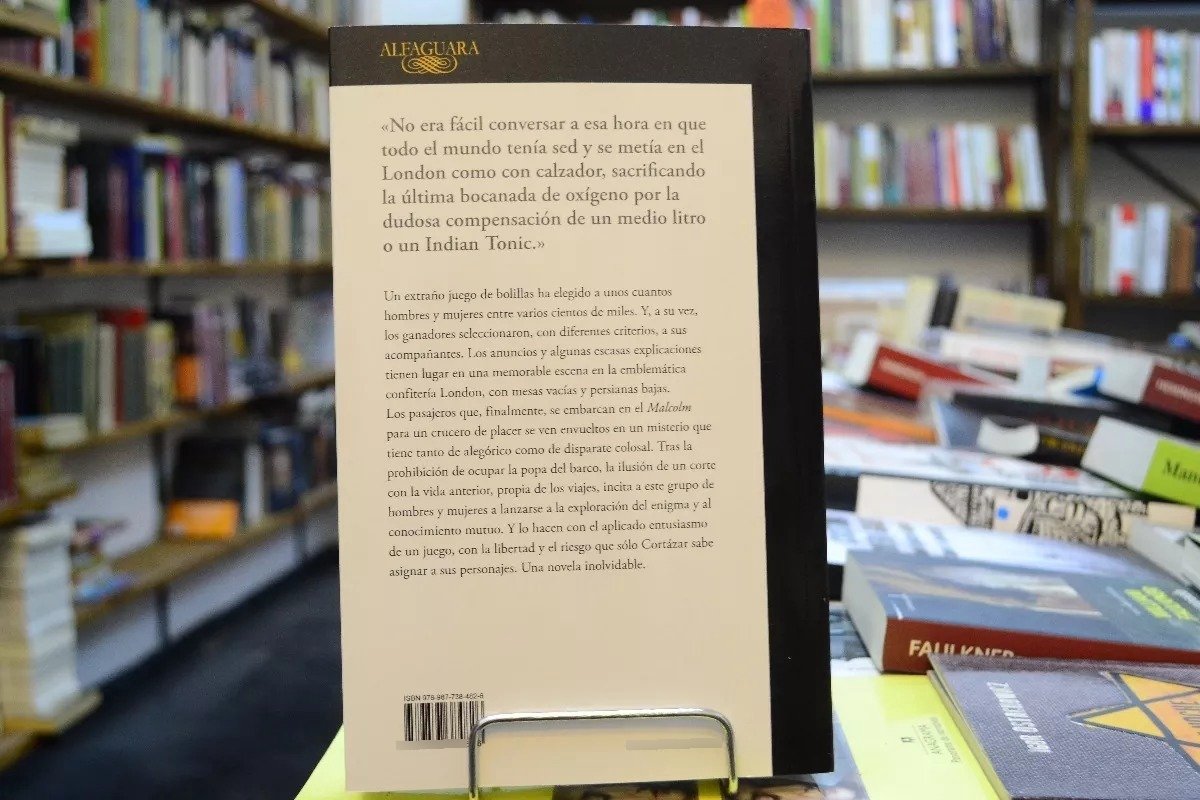 ALFAGUARA
«No era fácil conversar a esa hora en que
todo el mundo tenía sed y se metía en el
London como con calzador, sacrificando
la última bocanada de oxígeno por la
dudosa compensación de un medio litro
o un Indian Tonic.»
Un extraño juego de bolillas ha elegido a unos cuantos
hombres y mujeres entre varios cientos de miles. Y, a su vez,
los ganadores seleccionaron, con diferentes criterios, a sus
acompañantes. Los anuncios y algunas escasas explicaciones
tienen lugar en una memorable escena en la emblemática
confitería London, con mesas vacías y persianas bajas.
Los pasajeros que, finalmente, se embarcan en el Malcolm
para un crucero de placer se ven envueltos en un misterio que
tiene tanto de alegórico como de disparate colosal. Tras la
prohibición de ocupar la popa del barco, la ilusión de un corte
con la vida anterior, propia de los viajes, incita a este grupo de
hombres y mujeres a lanzarse a la exploración del enigma y al
conocimiento mutuo. Y lo hacen con el aplicado entusiasmo
de un juego, con la libertad y el riesgo que sólo Cortázar sabe
asignar a sus personajes. Una novela inolvidable.
ISBN 978-987-738-462-6
FAULKNER